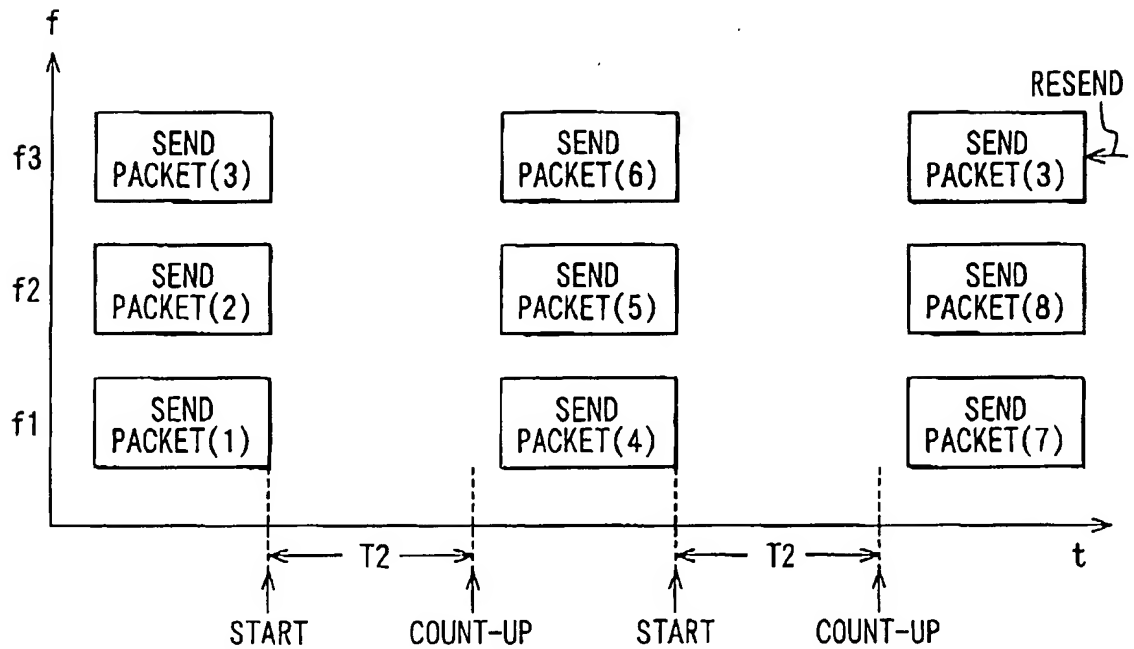 f
RESEND
f3
SEND
PACKET(3)
SEND
PACKET(6)
SEND
PACKET(3)
f2
SEND
PACKET(2)
SEND
PACKET(5)
SEND
PACKET(8)
f1
SEND
PACKET(1)
SEND
PACKET(4)
SEND
PACKET(7)
T2
T2
t
START
COUNT-UP
START
COUNT-UP